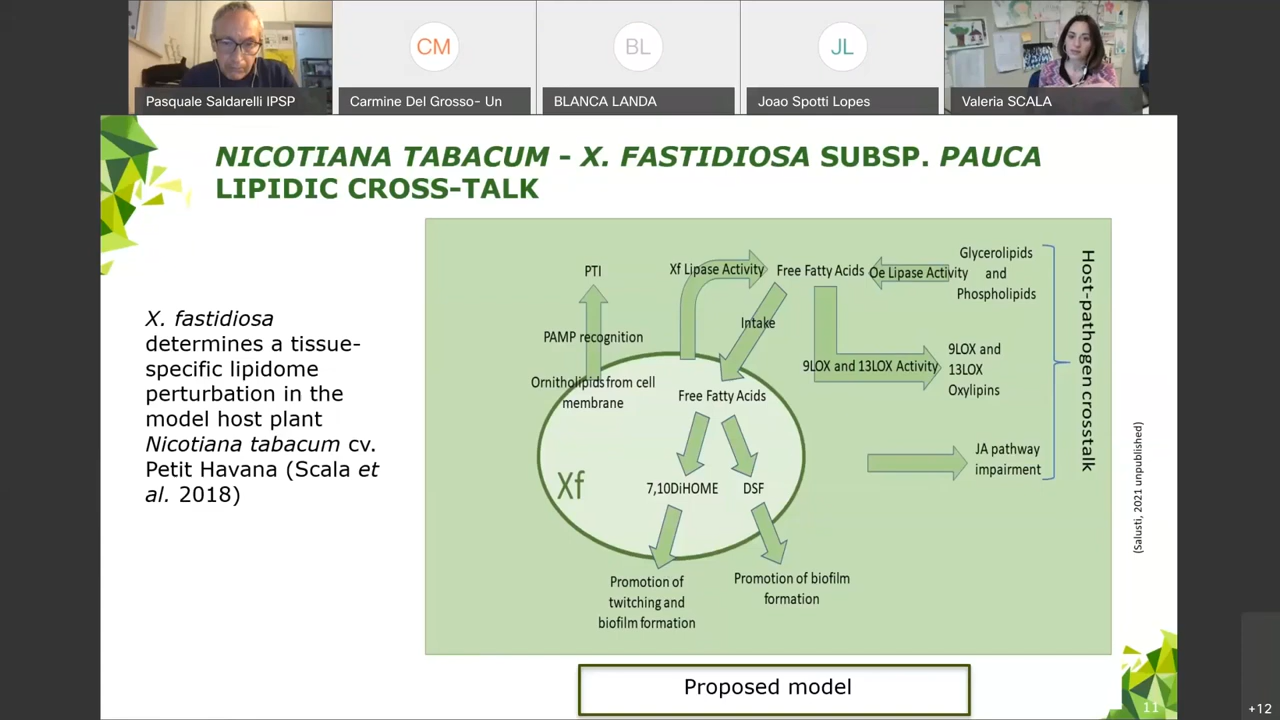 CM
BL
JL
Pasquale Saldarelli IPSP
Carmine Del Grosso- Un
BLANCA LANDA
Joao Spotti Lopes
Valeria SCALA
NICOTIANA TABACUM - X. FASTIDIOSA SUBSP. PAUCA
LIPIDIC CROSS-TALK
X. fastidiosa
determines a tissue-
specific lipidome
perturbation in the
model host plant
Nicotiana tabacum cv.
Petit Havana (Scala et
al. 2018)
PTI
Xf Lipase Activity
Free Fatty Acids
Oe Lipase Activity
Glycerolipids
and
Phospholipids
PAMP recognition
Intake
9LOX and 13LOX Activity
9LOX and
13LOX
Oxylipins
Ornitholipids from cell
membrane
Free Fatty Acids
JA pathway
impairment
Xf
7,10DiHOME
DSF
Promotion of
twitching and
biofilm formation
Promotion of biofilm
formation
Host-pathogen crosstalk
(Salusti, 2021 unpublished)
Proposed model
11
+12